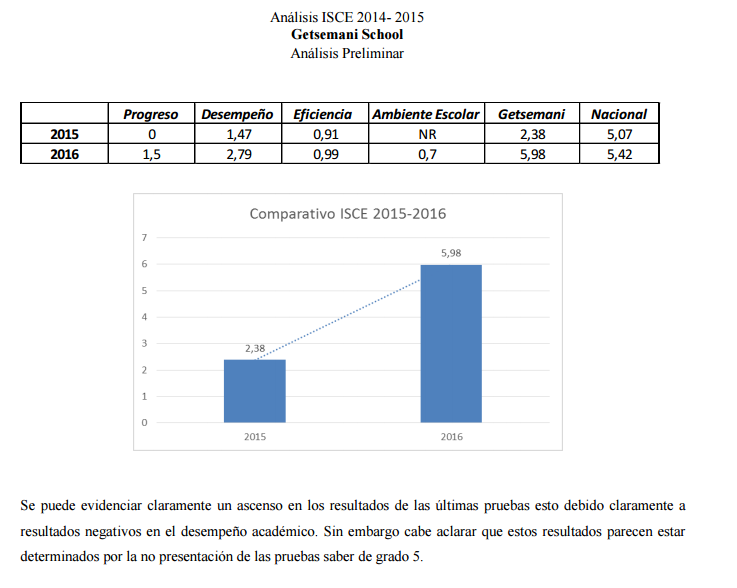 Análisis ISCE 2014- 2015
Getsemani School
Análisis Preliminar
Progreso Desempeño Eficiencia Ambiente Escolar Getsemani Nacional
2015 0 1,47 0,91 NR 2,38 5,07
2016 1,5 2,79 0,99 0,7 5,98 5,42
Comparativo ISCE 2015-2016
7
6
5
4
3
2
1
0
5,98
2,38
2015 2016
Se puede evidenciar claramente un ascenso en los resultados de las últimas pruebas esto debido claramente a
resultados negativos en el desempeño académico. Sin embargo cabe aclarar que estos resultados parecen estar
determinados por la no presentación de las pruebas saber de grado 5.